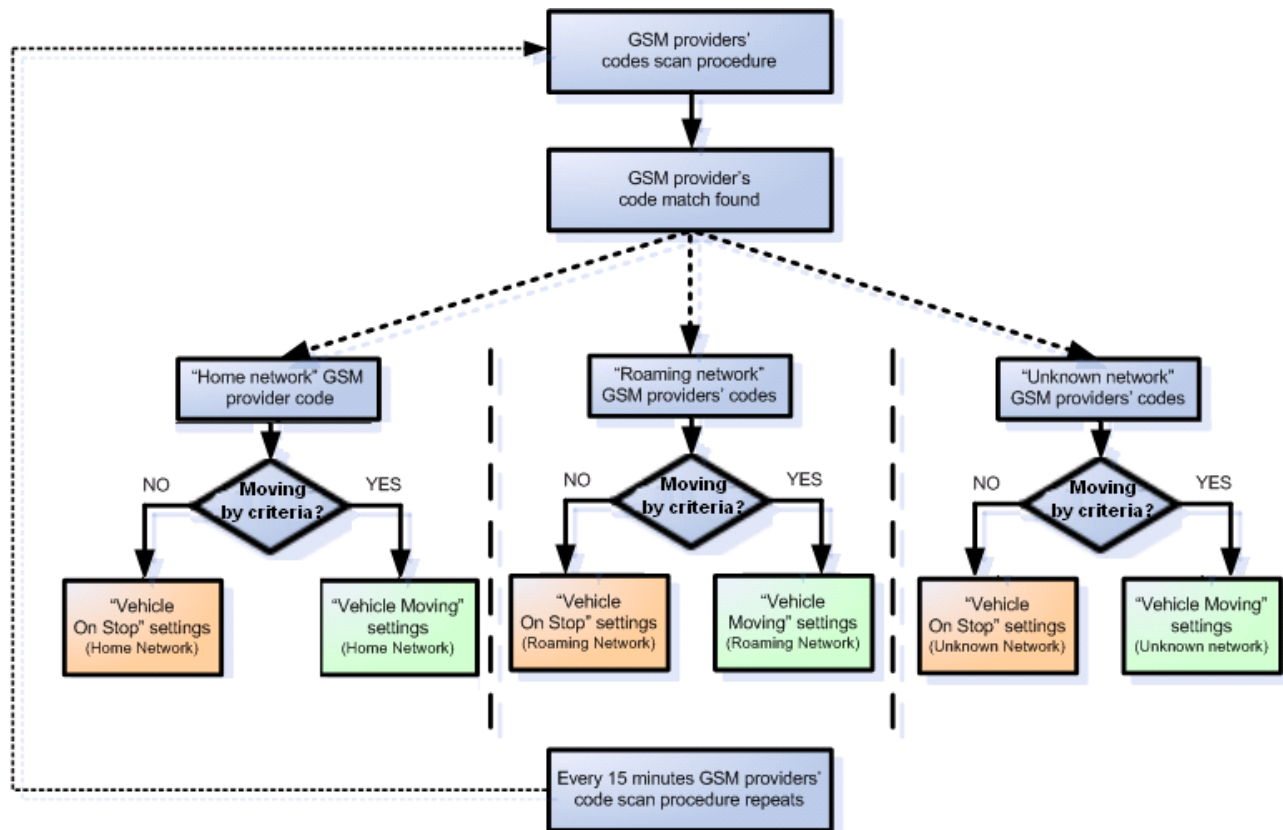 GSM providers'
codes scan procedure
GSM provider's
code match found
“Home network” GSM
provider code
“Roaming network”
GSM providers' codes
“Unknown network”
GSM providers' codes
NO
Moving
by criteria?
YES
NO
Moving
by criteria?
YES
NO
Moving
by criteria?
YES
“Vehicle
On Stop” settings
(Home Network)
“Vehicle Moving”
settings
(Home Network)
“Vehicle
On Stop” settings
(Roaming Network)
“Vehicle
Moving” settings
(Roaming Network)
“Vehicle
On Stop” settings
(Unknown Network)
“Vehicle Moving”
settings
(Unknown network)
Every 15 minutes GSM providers'
code scan procedure repeats